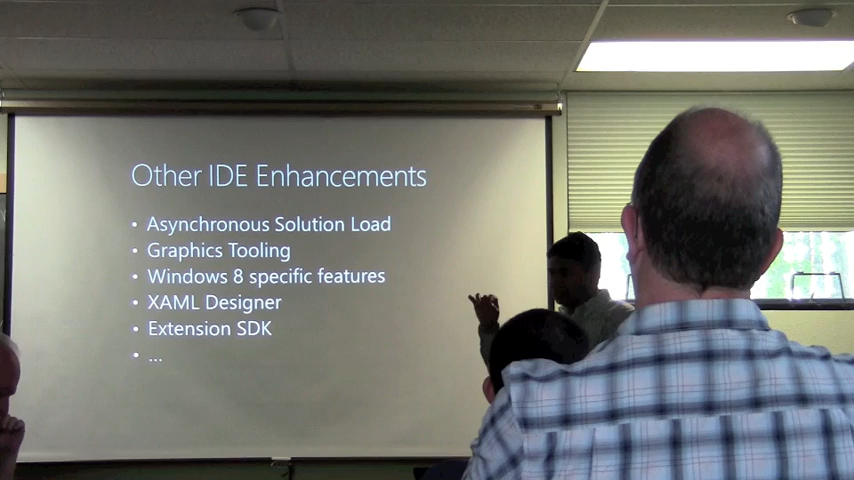 Other IDE Enhancements
• Asynchronous Solution Load
• Graphics Tooling
• Windows 8 specific features
• XAML Designer
• Extension SDK
• ...